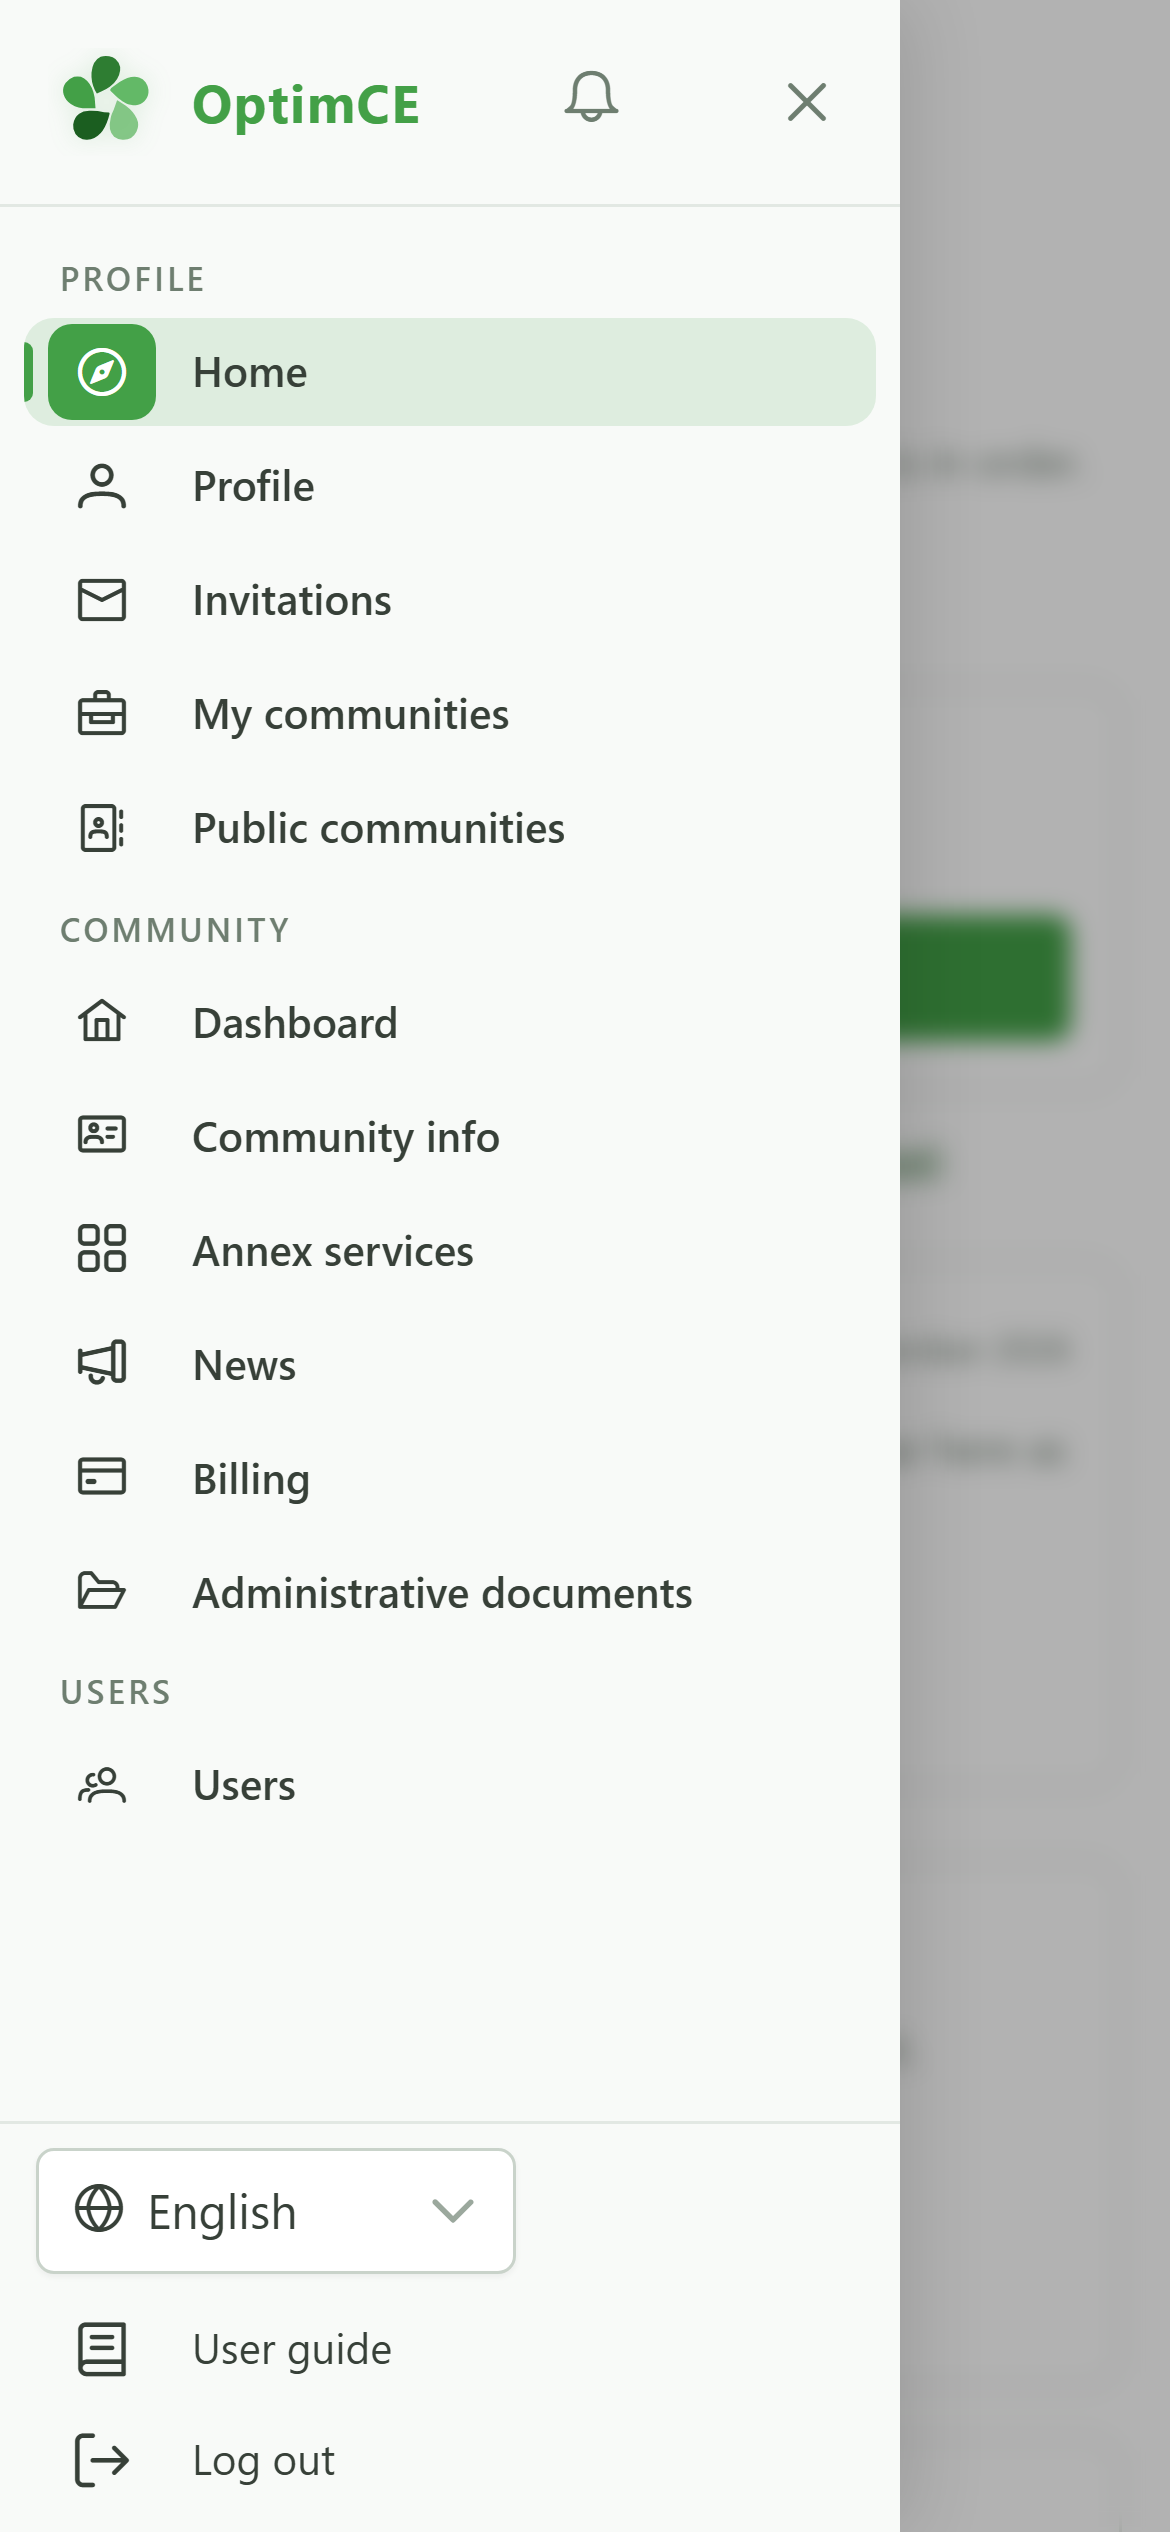 OptimCE
PROFILE
Home
Profile
Invitations
My communities
Public communities
COMMUNITY
Dashboard
Community info
Annex services
News
Billing
Administrative documents
USERS
Users
English
User guide
Log out